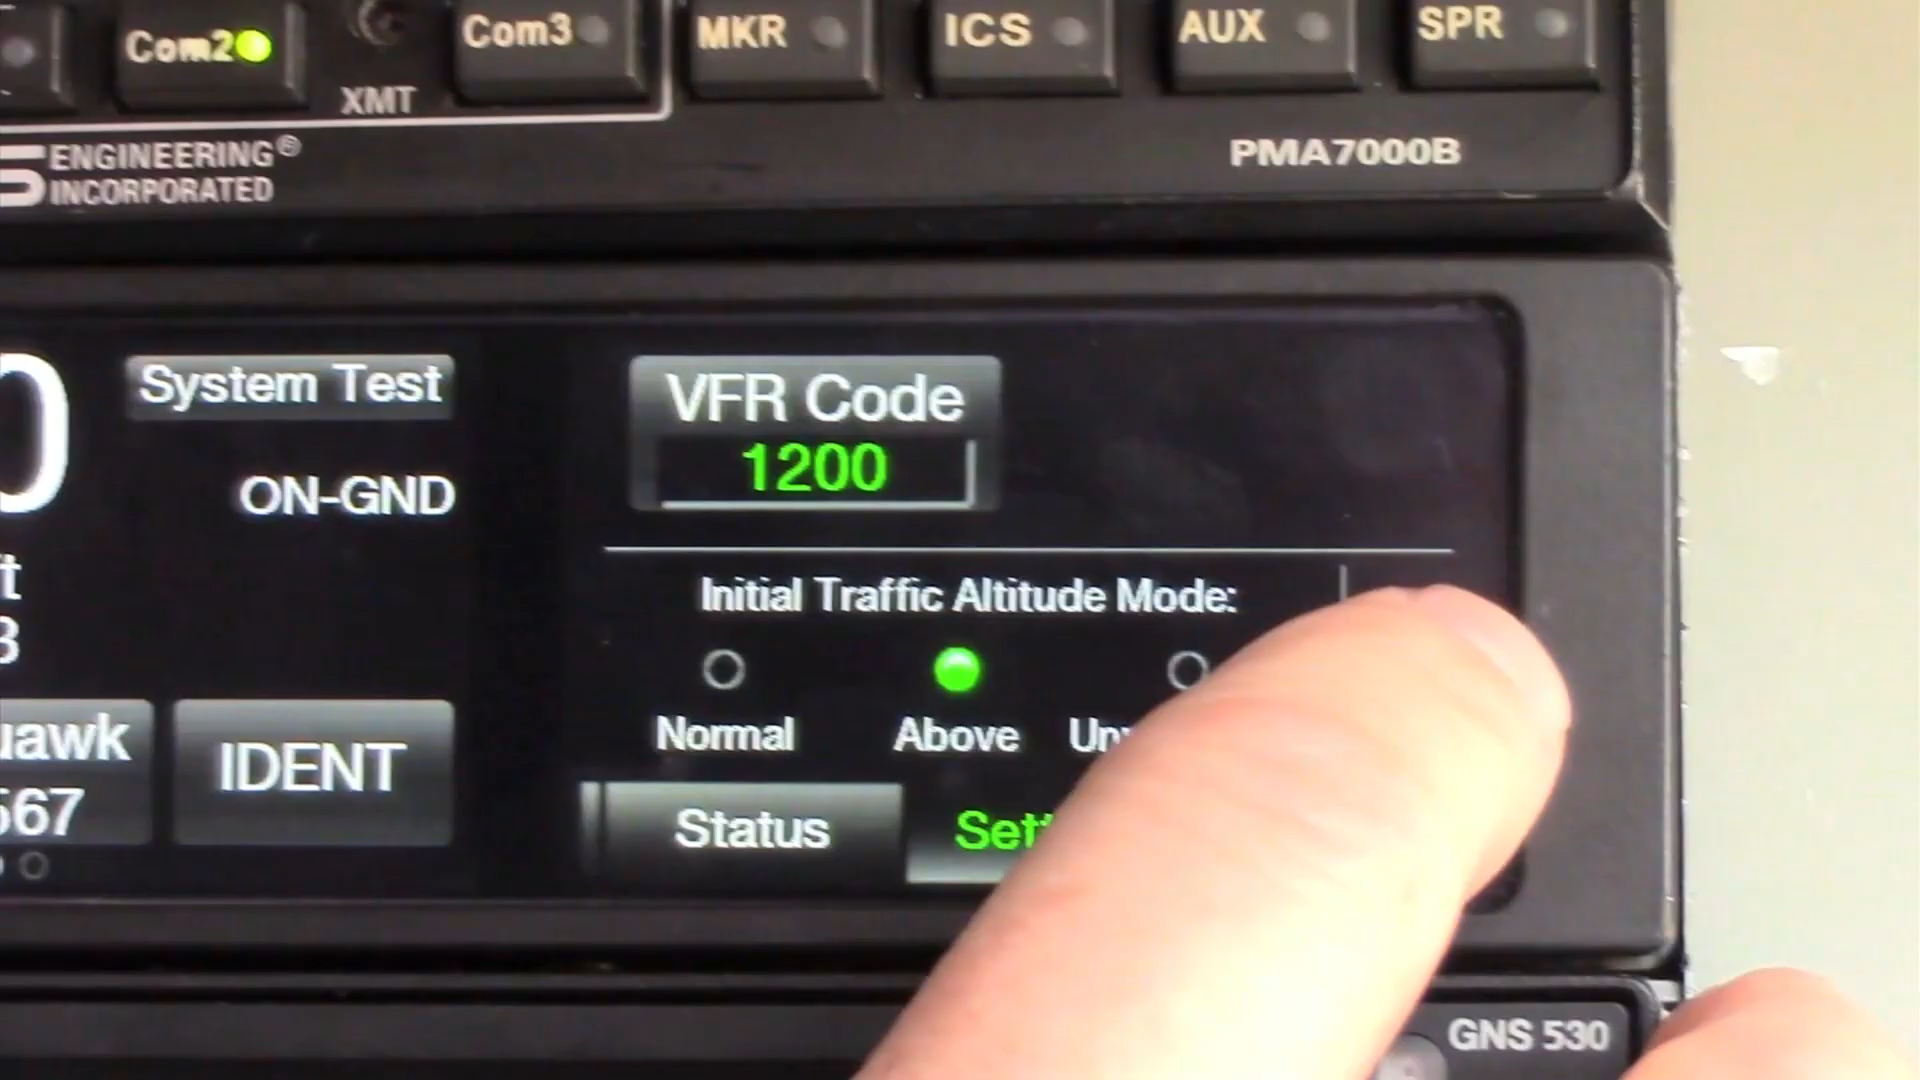 Com2
XMT
Com3
MKR
ICS
AUX
SPR
ENGINEERING®
INCORPORATED
PMA7000B
System Test
ON-GND
IDENT
VFR Code
1200
Initial Traffic Altitude Mode:
Normal
Above
Status
GNS 530